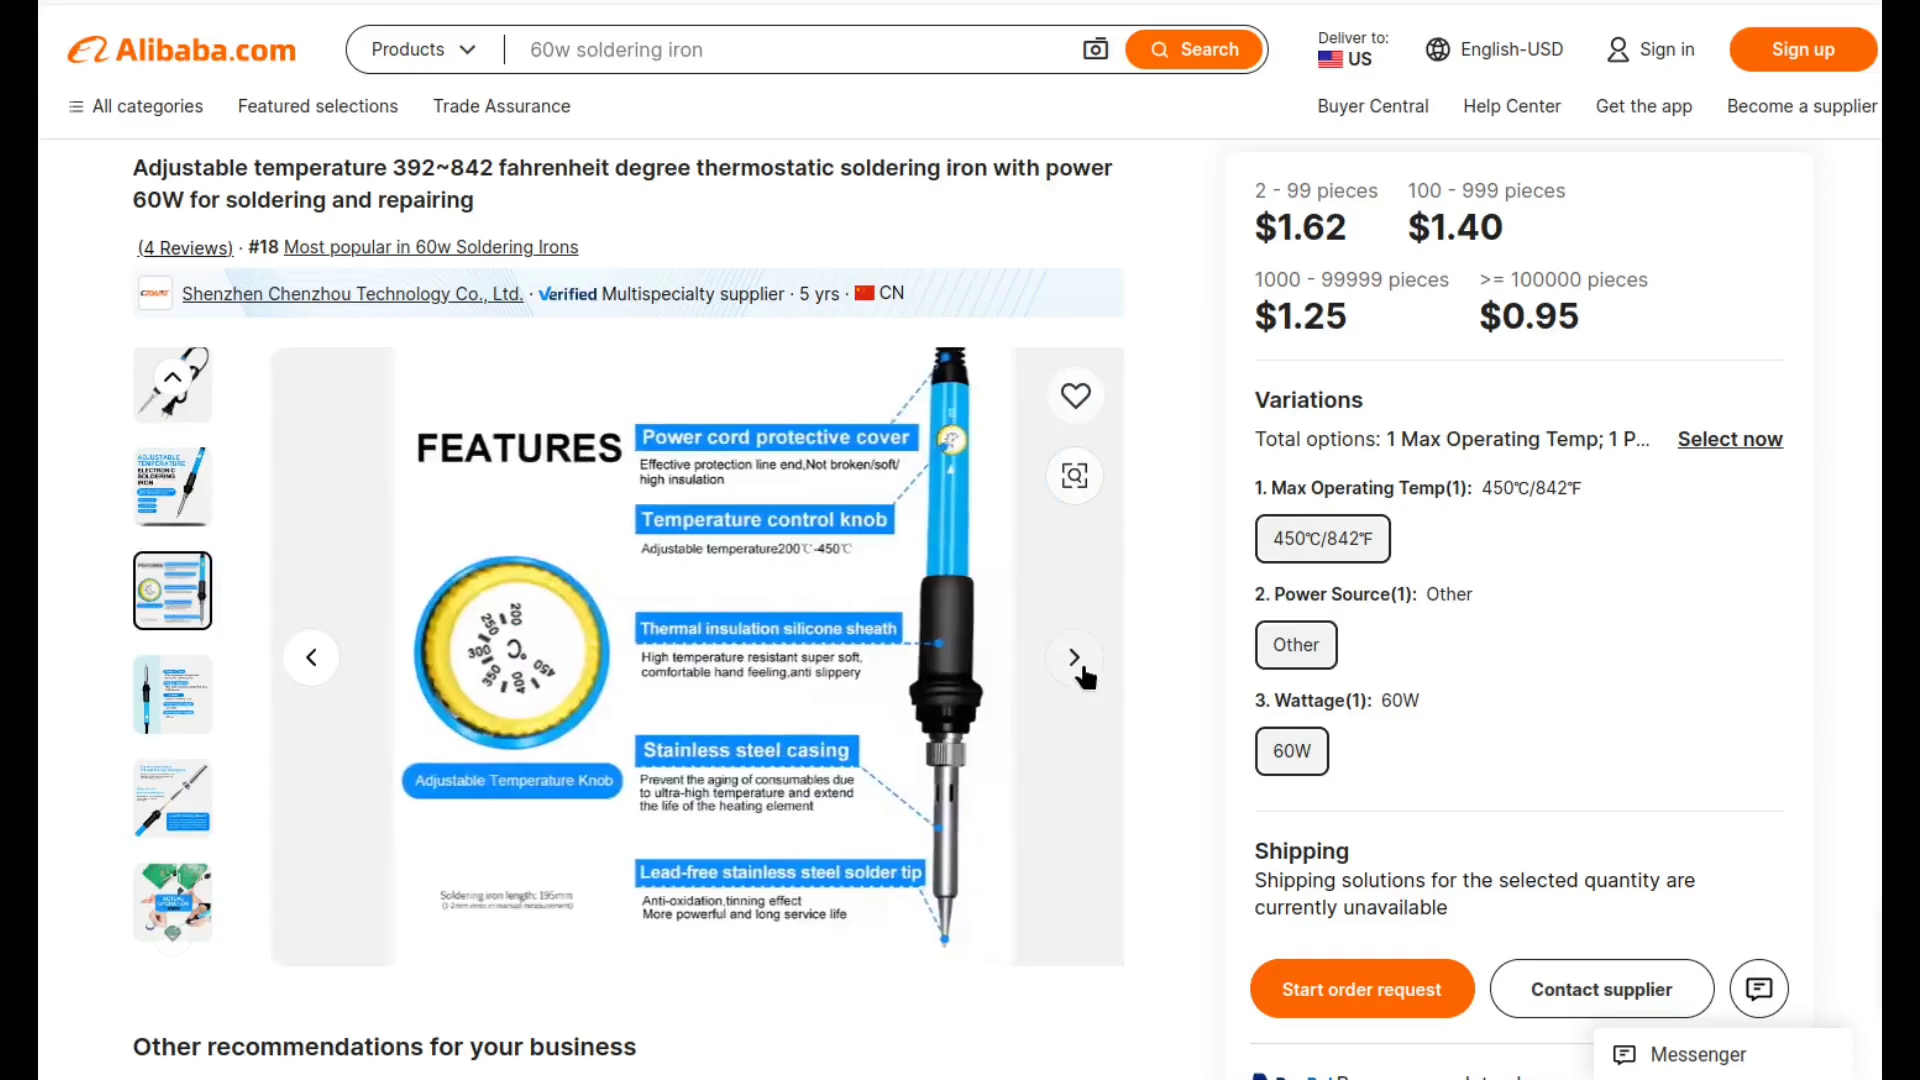 Alibaba.com
Products
60w soldering iron
Search
Deliver to:
US
English-USD
Sign in
Sign up
All categories
Featured selections
Trade Assurance
Buyer Central
Help Center
Get the app
Become a supplier
Adjustable temperature 392~842 fahrenheit degree thermostatic soldering iron with power
60W for soldering and repairing
(4 Reviews) · #18 Most popular in 60w Soldering Irons
Shenzhen Chenzhou Technology Co., Ltd. · Verified Multispecialty supplier · 5 yrs · CN
ADJUSTABLE
TEMPERATURE
ELECTRONIC
SOLDERING
IRON
FEATURES
Power cord protective cover
Effective protection line end,Not broken/soft/
high insulation
Temperature control knob
Adjustable temperature200℃-450℃
200
250
300
350
400
450
℃
Thermal insulation silicone sheath
High temperature resistant super soft,
comfortable hand feeling,anti slippery
Adjustable Temperature Knob
Stainless steel casing
Prevent the aging of consumables due
to ultra-high temperature and extend
the life of the heating element
Lead-free stainless steel solder tip
Anti-oxidation,tinning effect
More powerful and long service life
Soldering iron length: 195mm
Other recommendations for your business
2 - 99 pieces
$1.62
100 - 999 pieces
$1.40
1000 - 99999 pieces
$1.25
>= 100000 pieces
$0.95
Variations
Total options: 1 Max Operating Temp; 1 P...
Select now
1. Max Operating Temp(1): 450℃/842℉
450℃/842℉
2. Power Source(1): Other
Other
3. Wattage(1): 60W
60W
Shipping
Shipping solutions for the selected quantity are
currently unavailable
Start order request
Contact supplier
Messenger